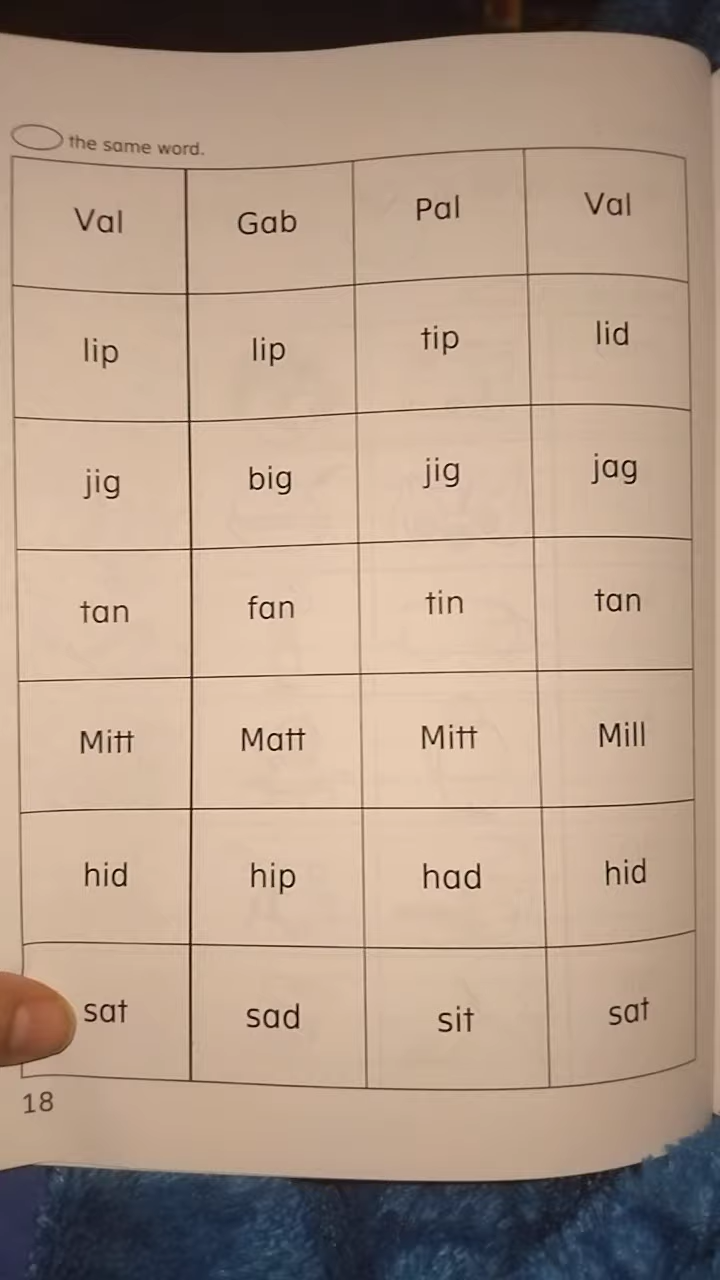 the same word.
Val Gab Pal Val
lip lip tip lid
jig big jig jag
tan fan tin tan
Mitt Matt Mitt Mill
hid hip had hid
sat sad sit sat
18